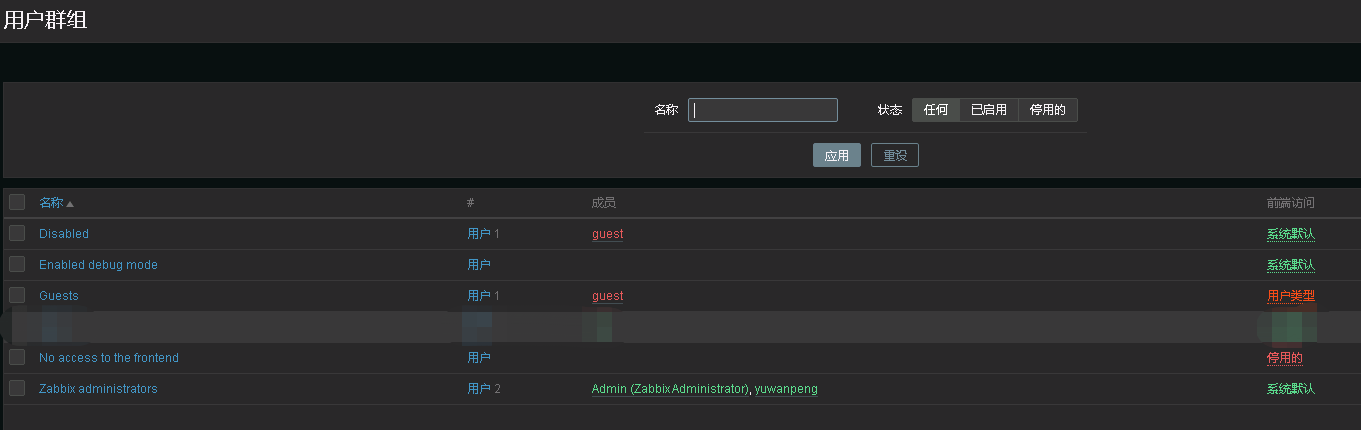 用户群组
名称 状态 任何 已启用 停用的
应用 重设
名称 # 成员 前端访问
Disabled 用户 1 guest 系统默认
Enabled debug mode 用户 系统默认
Guests 用户 1 guest 用户类型
No access to the frontend 用户 停用的
Zabbix administrators 用户 2 Admin (Zabbix Administrator), yuwanpeng 系统默认